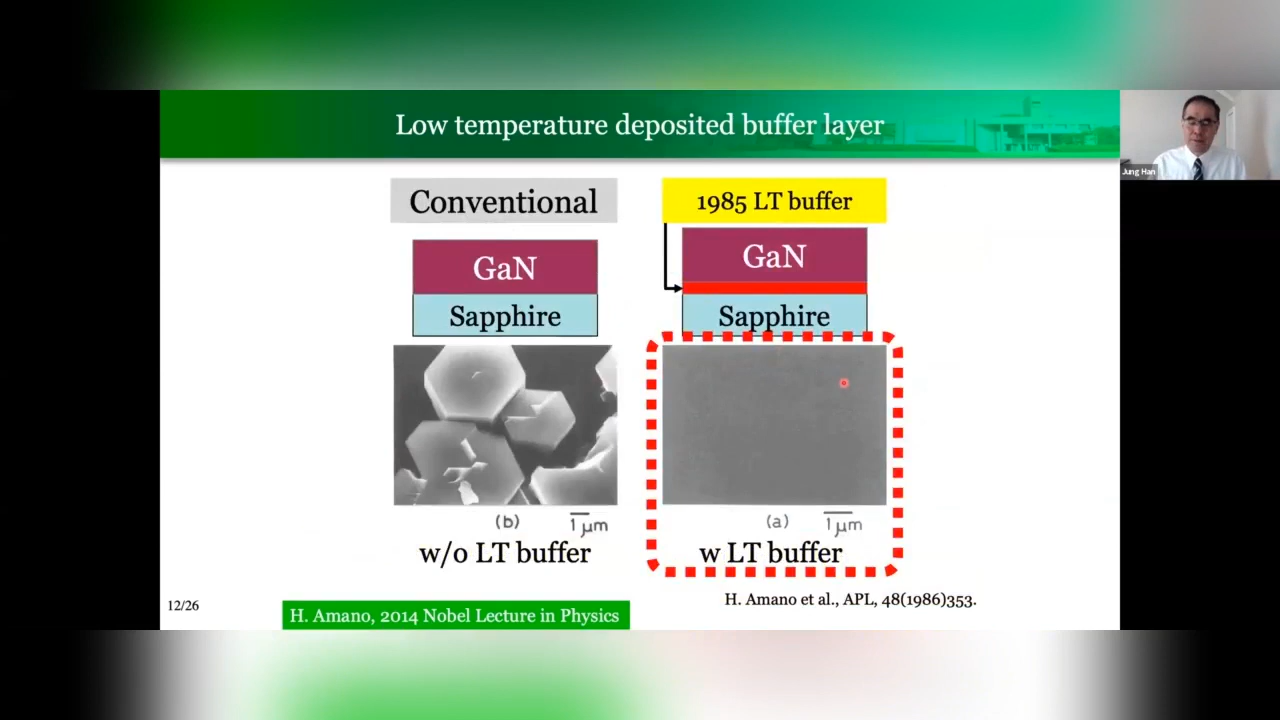 Low temperature deposited buffer layer
Jung Han
Conventional
1985 LT buffer
GaN
GaN
Sapphire
Sapphire
(b)
1 μm
(a)
1 μm
w/o LT buffer
w LT buffer
H. Amano et al., APL, 48(1986)353.
12/26
H. Amano, 2014 Nobel Lecture in Physics